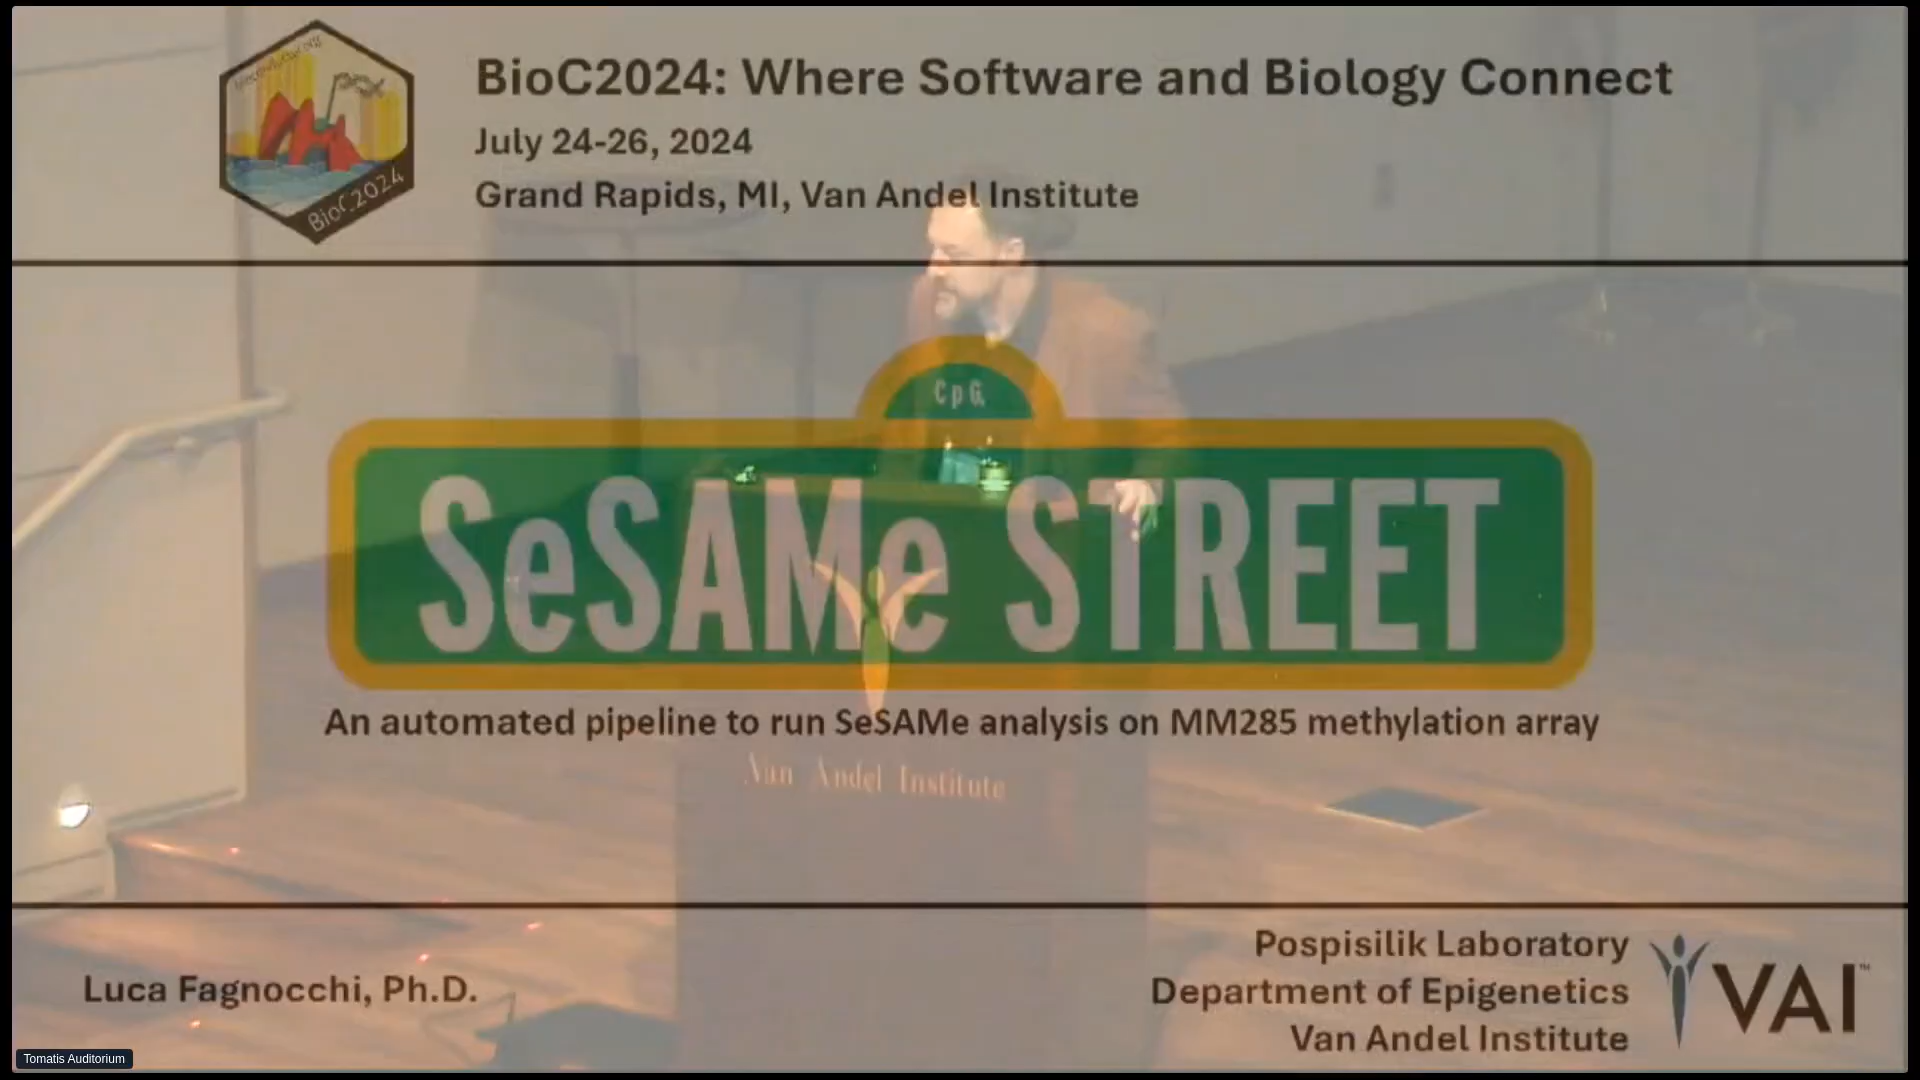 BioC2024: Where Software and Biology Connect
July 24-26, 2024
Grand Rapids, MI, Van Andel Institute
BioC2024
CpG
SeSAMe STREET
An automated pipeline to run SeSAMe analysis on MM285 methylation array
Van Andel Institute
Luca Fagnocchi, Ph.D.
Pospisilik Laboratory
Department of Epigenetics
Van Andel Institute
VAI™
Tomatis Auditorium